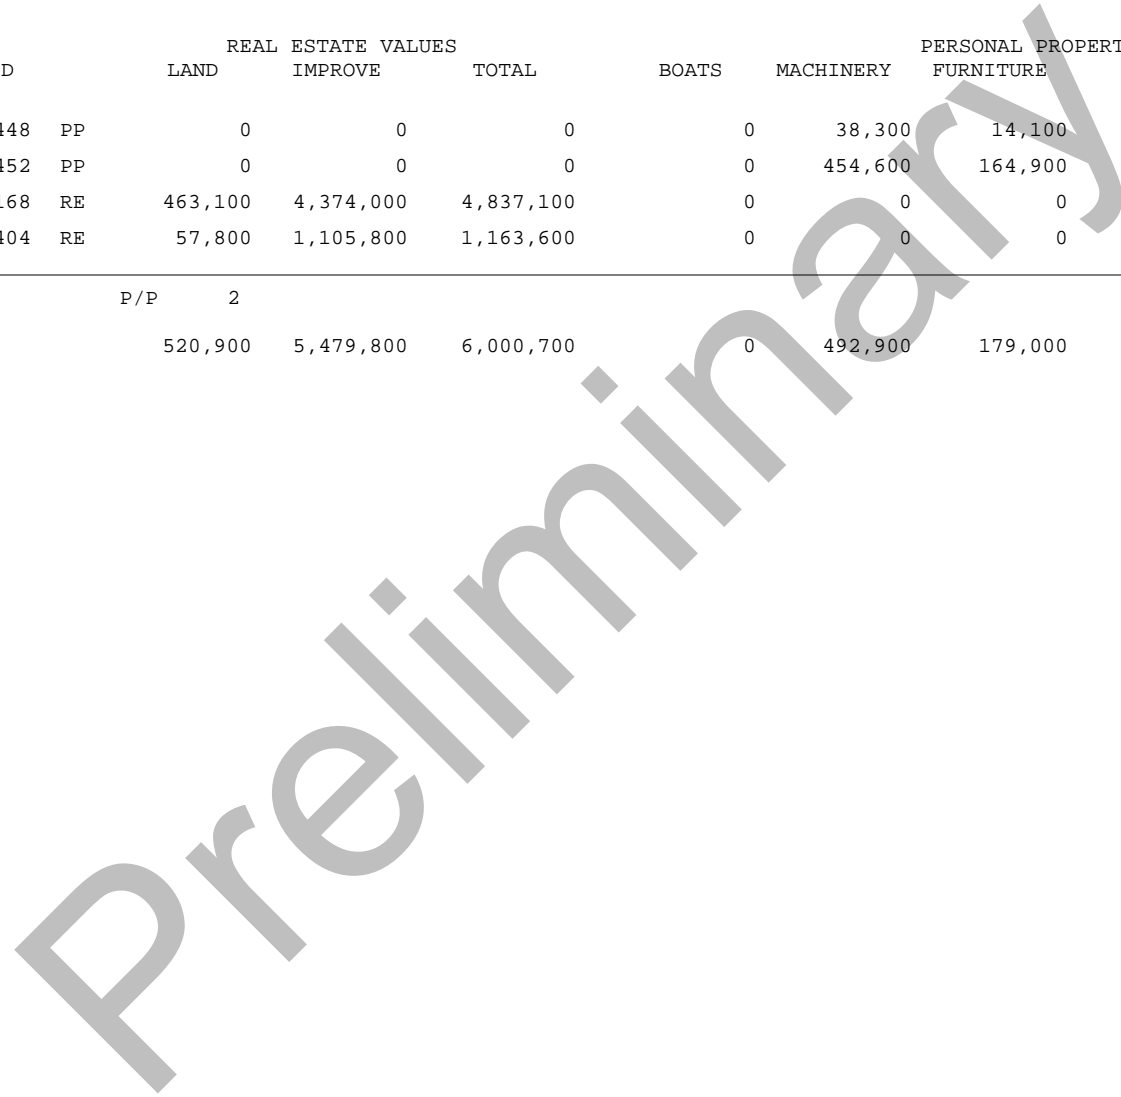 REAL ESTATE VALUES PERSONAL PROPERT
D LAND IMPROVE TOTAL BOATS MACHINERY FURNITURE
448 PP 0 0 0 0 38,300 14,100
452 PP 0 0 0 0 454,600 164,900
168 RE 463,100 4,374,000 4,837,100 0 0 0
404 RE 57,800 1,105,800 1,163,600 0 0 0
P/P 2
520,900 5,479,800 6,000,700 0 492,900 179,000
Preliminary